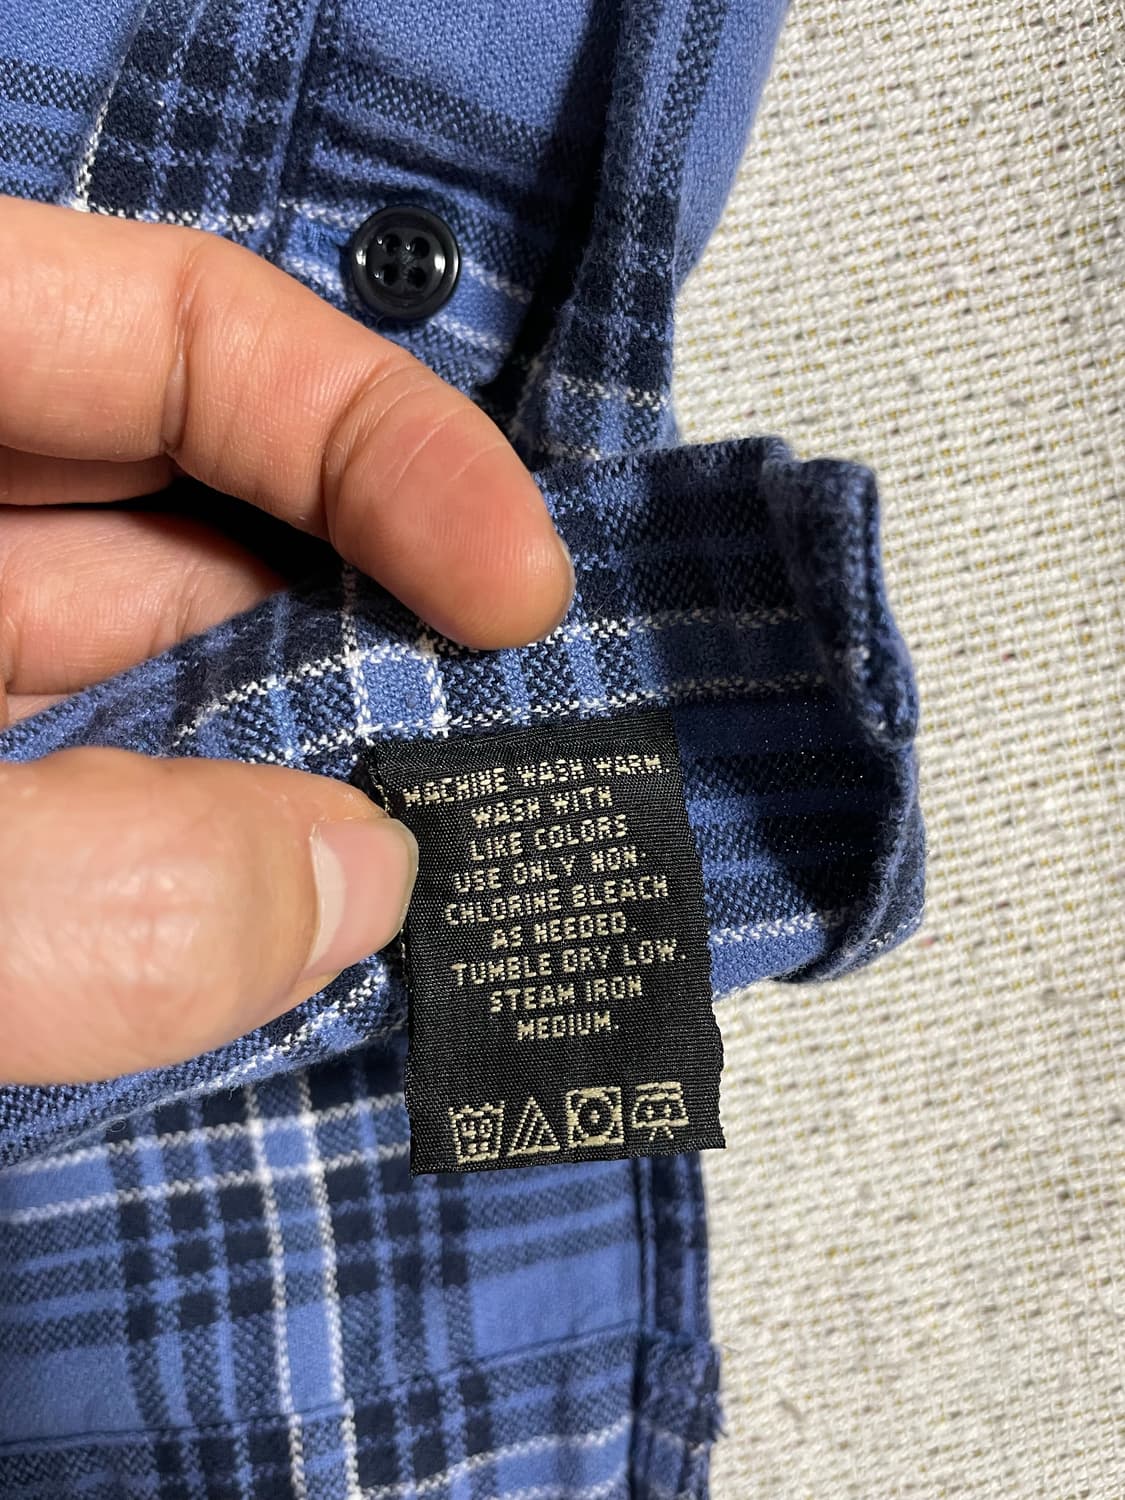 MACHINE WASH WARM
WASH WITH
LIKE COLORS
USE ONLY NON-
CHLORINE BLEACH
AS NEEDED.
TUMBLE DRY LOW.
STEAM IRON
MEDIUM.